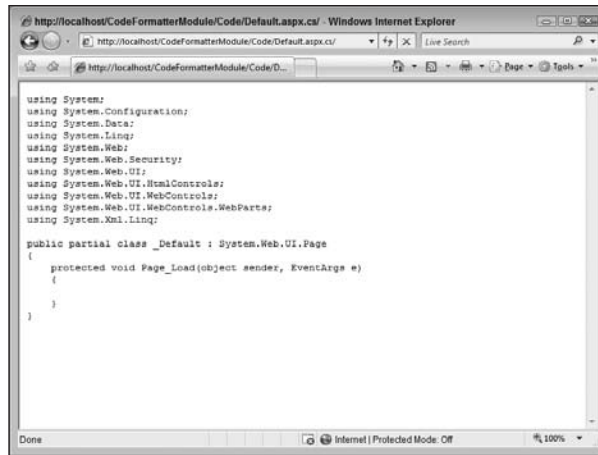 http://localhost/CodeFormatterModule/Code/Default.aspx.cs/ - Windows Internet Explorer
http://localhost/CodeFormatterModule/Code/Default.aspx.cs/ Live Search
http://localhost/CodeFormatterModule/Code/D... Page Tools
using System;
using System.Configuration;
using System.Data;
using System.Linq;
using System.Web;
using System.Web.Security;
using System.Web.UI;
using System.Web.UI.HtmlControls;
using System.Web.UI.WebControls;
using System.Web.UI.WebControls.WebParts;
using System.Xml.Linq;
public partial class _Default : System.Web.UI.Page
{
protected void Page_Load(object sender, EventArgs e)
{
}
}
Done Internet | Protected Mode: Off 100%